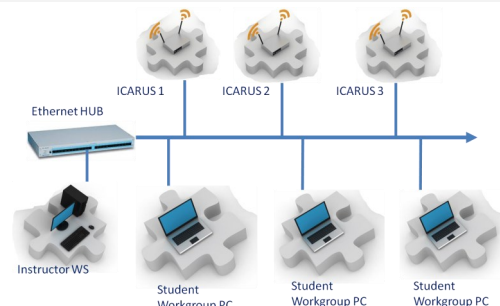 ICARUS 1
ICARUS 2
ICARUS 3
Ethernet HUB
Instructor WS
Student
Workgroup PC
Student
Workgroup PC
Student
Workgroup PC